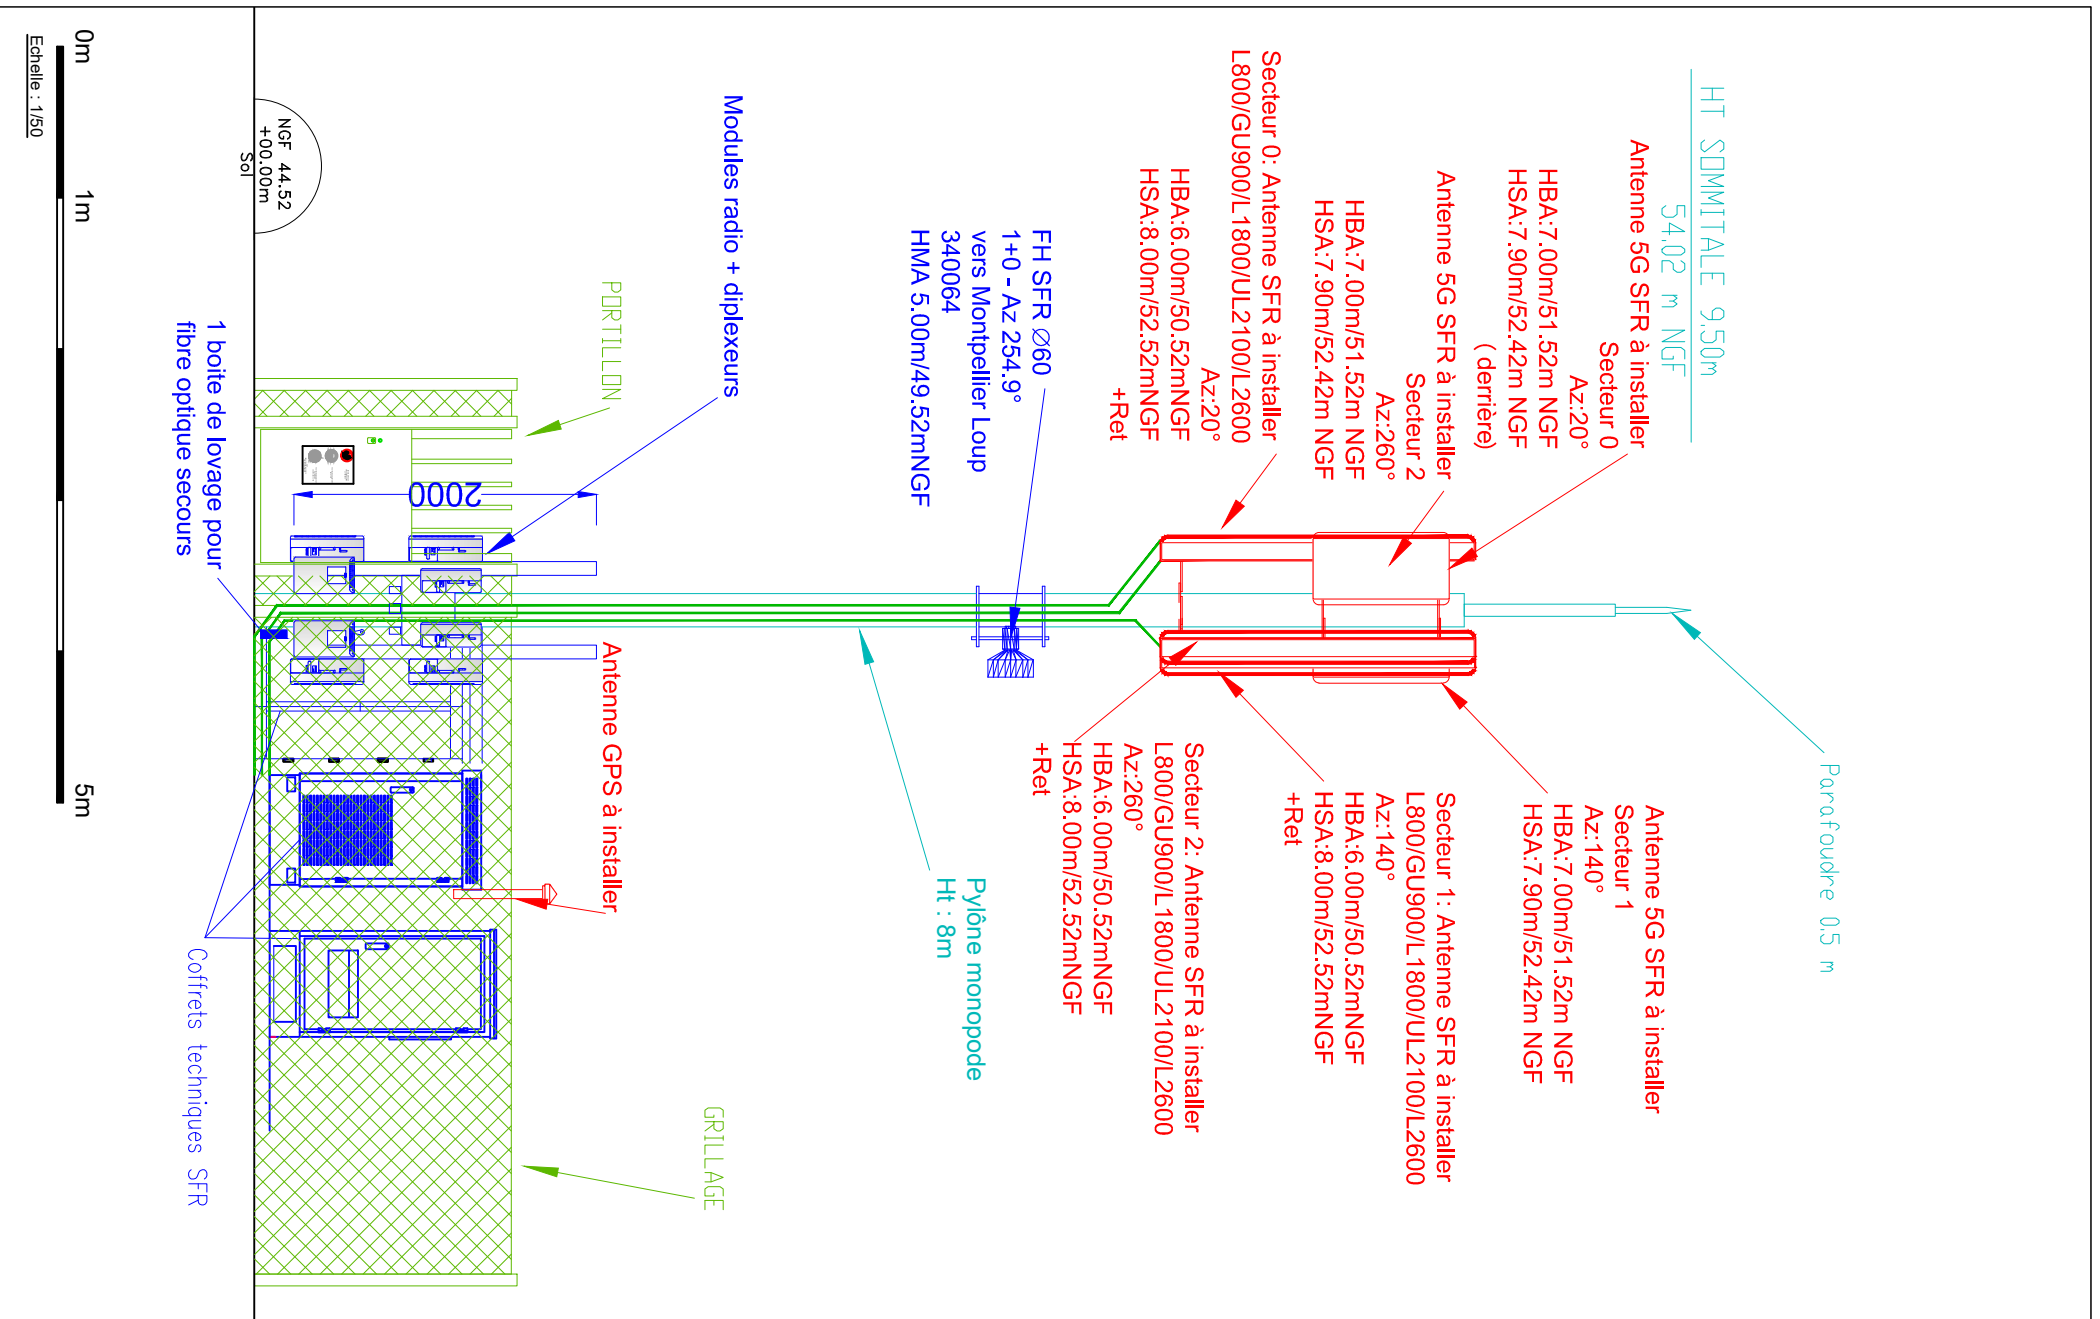 HT SOMMITALE 9,50m
54,02 m NGF
Parafoudre 0.5 m
Antenne 5G SFR à installer
Secteur 0
Az:20°
HBA:7.00m/51.52m NGF
HSA:7.90m/52.42m NGF
( derrière)
Antenne 5G SFR à installer
Secteur 2
Az:260°
HBA:7.00m/51.52m NGF
HSA:7.90m/52.42m NGF
Secteur 0: Antenne SFR à installer
L800/GU900/L1800/UL2100/L2600
Az:20°
HBA:6.00m/50.52mNGF
HSA:8.00m/52.52mNGF
+Ret
Antenne 5G SFR à installer
Secteur 1
Az:140°
HBA:7.00m/51.52m NGF
HSA:7.90m/52.42m NGF
Secteur 1: Antenne SFR à installer
L800/GU900/L1800/UL2100/L2600
Az:140°
HBA:6.00m/50.52mNGF
HSA:8.00m/52.52mNGF
+Ret
Secteur 2: Antenne SFR à installer
L800/GU900/L1800/UL2100/L2600
Az:260°
HBA:6.00m/50.52mNGF
HSA:8.00m/52.52mNGF
+Ret
FH SFR Ø60
1+0 - Az 254.9°
vers Montpellier Loup
340064
HMA 5.00m/49.52mNGF
Pylône monopode
Ht : 8m
Modules radio + diplexeurs
GRILLAGE
PORTILLON
Antenne GPS à installer
2000
NGF 44.52
+00.00m
Sol
1 boite de lovage pour
fibre optique secours
Coffrets techniques SFR
0m
1m
5m
Echelle : 1/50